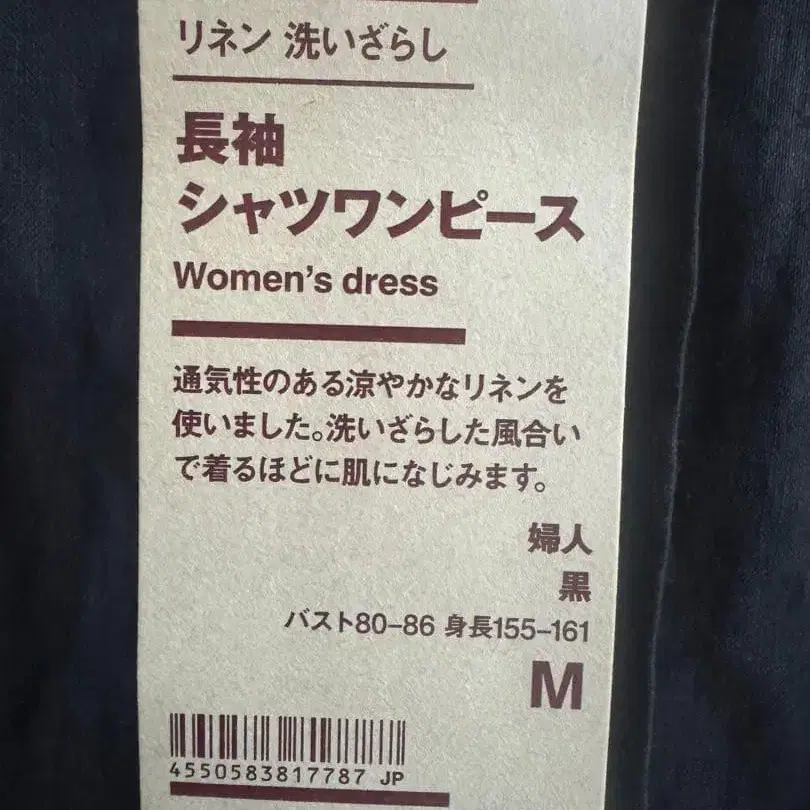 リネン 洗いざらし
長袖
シャツワンピース
Women's dress
通気性のある涼やかなリネンを
使いました。洗いざらした風合い
で着るほどに肌になじみます。
婦人
黒
バスト80–86 身長155–161
M
4550583817787 JP